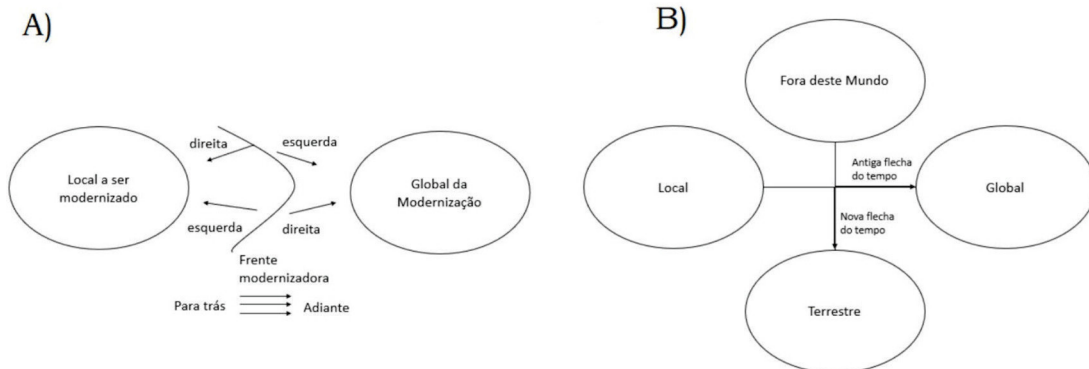 A)
direita
esquerda
Local a ser
modernizado
Global da
Modernização
esquerda
direita
Frente
modernizadora
Para trás
Adiante
B)
Fora deste Mundo
Local
Antiga flecha
do tempo
Global
Nova flecha
do tempo
Terrestre